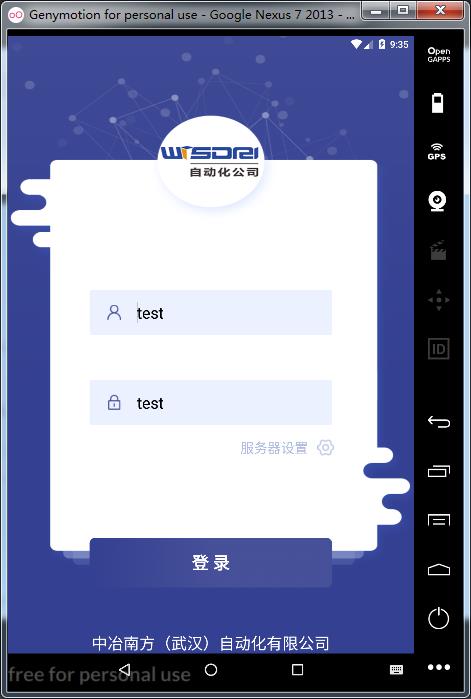 Genymotion for personal use - Google Nexus 7 2013 - ...
9:35
Open
GAPPS
WISDRI
自动化公司
GPS
test
ID
test
服务器设置
登 录
中冶南方（武汉）自动化有限公司
free for personal use